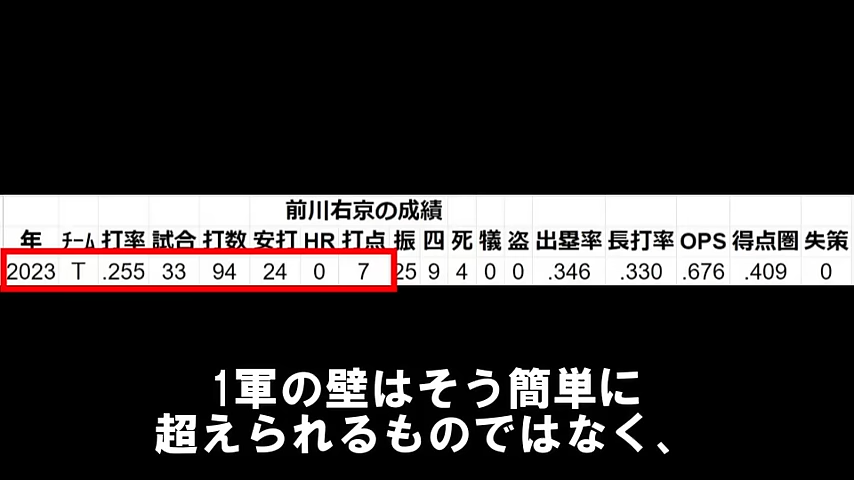 前川右京の成績
年 ﾁｰﾑ 打率 試合 打数 安打 HR 打点 振 四 死 犠 盗 出塁率 長打率 OPS 得点圏 失策
2023 T .255 33 94 24 0 7 25 9 4 0 0 .346 .330 .676 .409 0
1軍の壁はそう簡単に
超えられるものではなく、